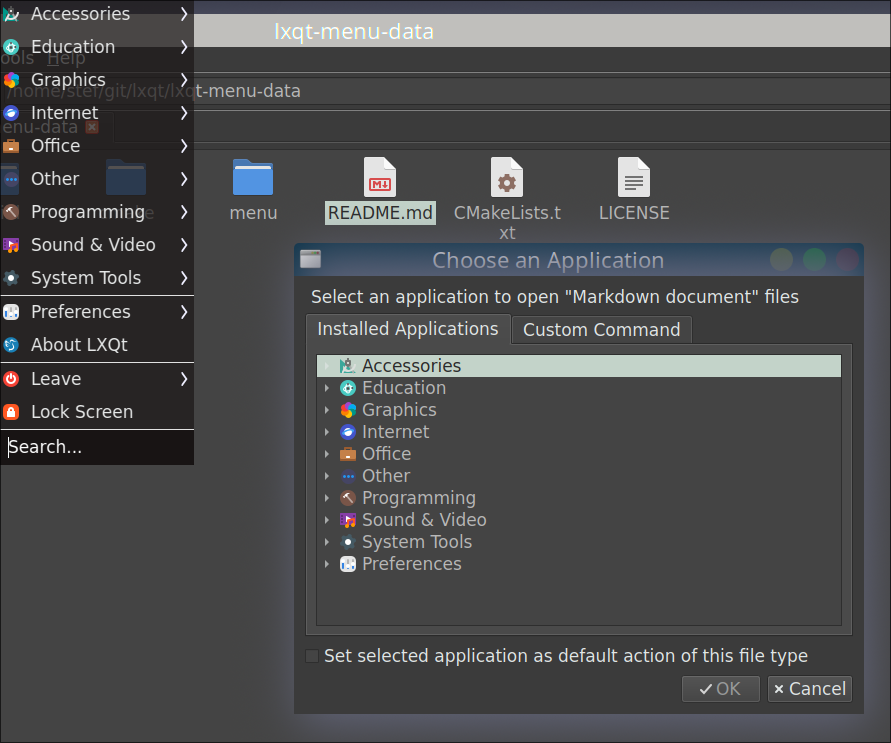 Accessories
Education
Graphics
Internet
Office
Other
Programming
Sound & Video
System Tools
Preferences
About LXQt
Leave
Lock Screen
Search...
lxqt-menu-data
ools Help
/home/stef/git/lxqt/lxqt-menu-data
enu-data
menu
README.md
CMakeLists.t
xt
LICENSE
Choose an Application
Select an application to open "Markdown document" files
Installed Applications
Custom Command
Accessories
Education
Graphics
Internet
Office
Other
Programming
Sound & Video
System Tools
Preferences
Set selected application as default action of this file type
OK
Cancel